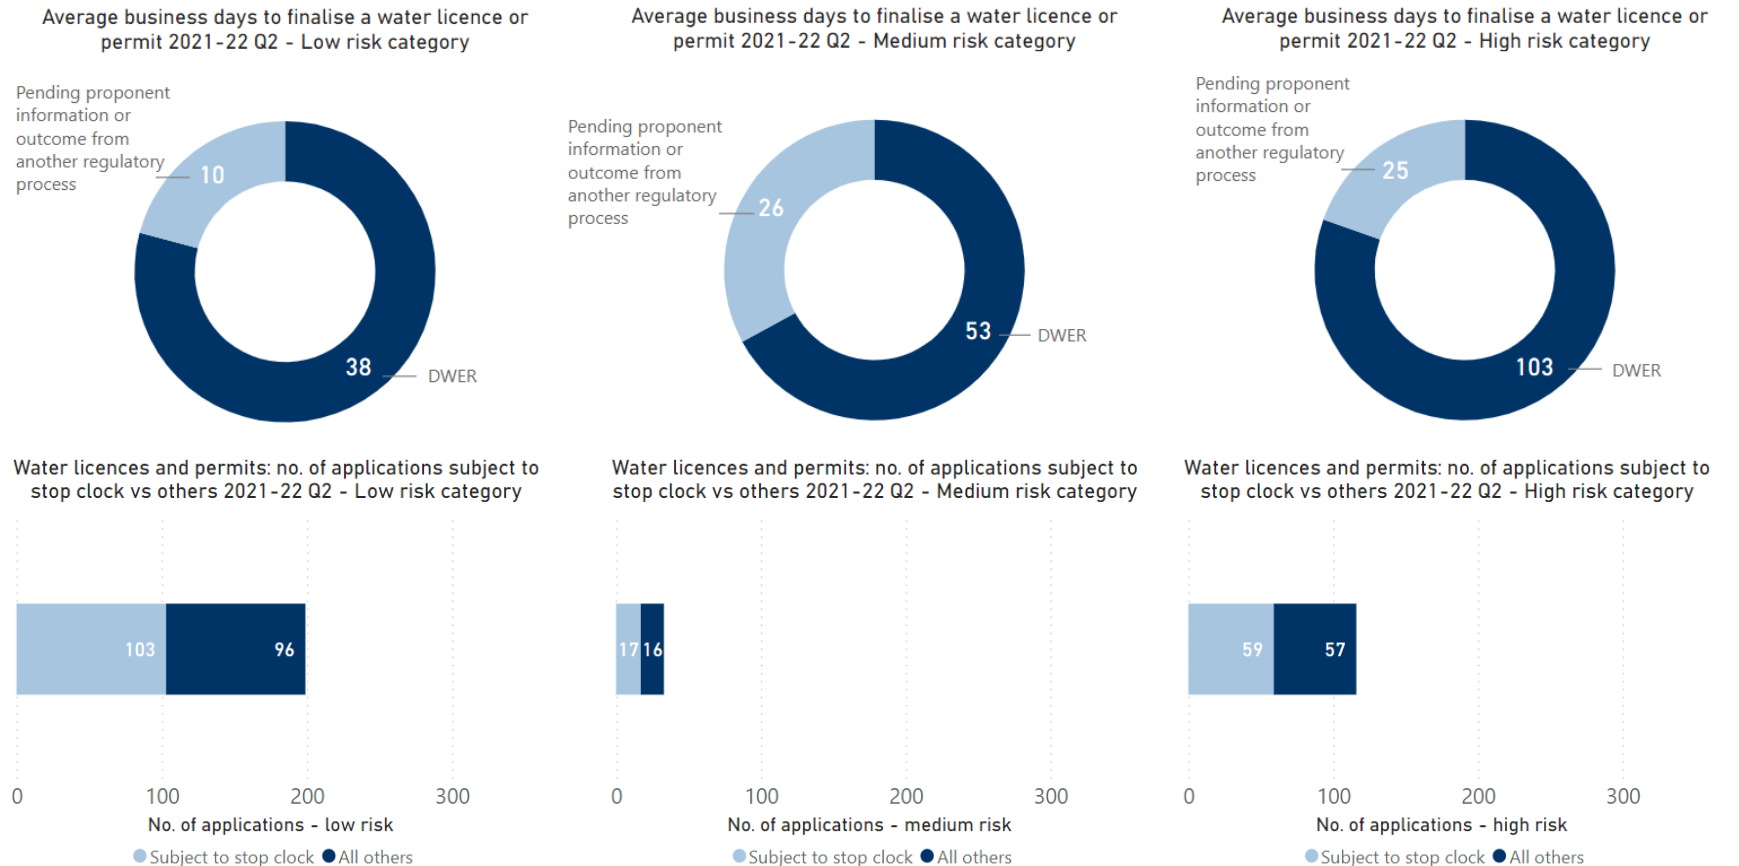 Average business days to finalise a water licence or
permit 2021-22 Q2 - Low risk category
Pending proponent
information or
outcome from
another regulatory
process
10
38
DWER
Average business days to finalise a water licence or
permit 2021-22 Q2 - Medium risk category
Pending proponent
information or
outcome from
another regulatory
process
26
53
DWER
Average business days to finalise a water licence or
permit 2021-22 Q2 - High risk category
Pending proponent
information or
outcome from
another regulatory
process
25
103
DWER
Water licences and permits: no. of applications subject to
stop clock vs others 2021-22 Q2 - Low risk category
103 96
0 100 200 300
No. of applications - low risk
Subject to stop clock All others
Water licences and permits: no. of applications subject to
stop clock vs others 2021-22 Q2 - Medium risk category
17 16
0 100 200 300
No. of applications - medium risk
Subject to stop clock All others
Water licences and permits: no. of applications subject to
stop clock vs others 2021-22 Q2 - High risk category
59 57
0 100 200 300
No. of applications - high risk
Subject to stop clock All others